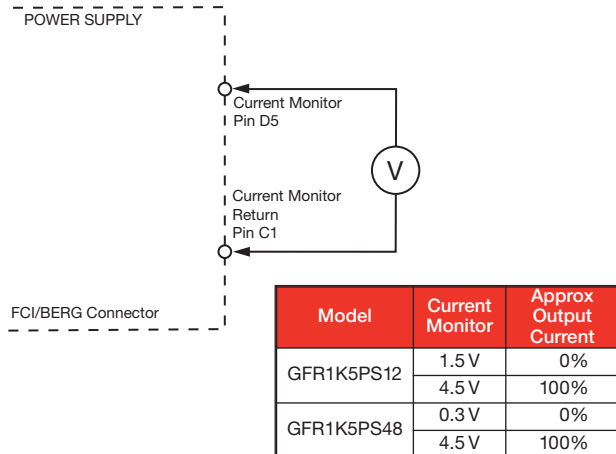 POWER SUPPLY
Current Monitor
Pin D5
V
Current Monitor
Return
Pin C1
FCI/BERG Connector
Model Current Monitor Approx Output Current
GFR1K5PS12 1.5 V 0%
4.5 V 100%
GFR1K5PS48 0.3 V 0%
4.5 V 100%